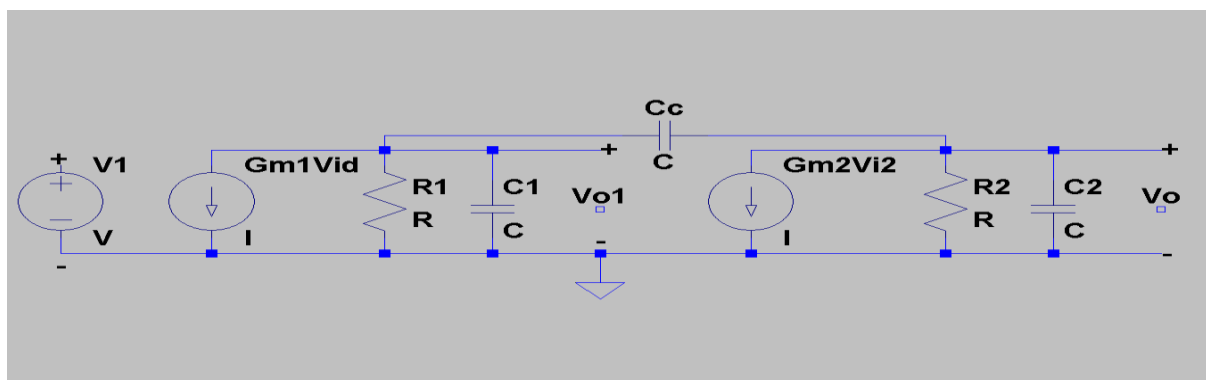 Cc
C
+
V1
V
-
Gm1Vid
I
R1
R
C1
C
+
Vo1
-
Gm2Vi2
I
R2
R
C2
C
+
Vo
-